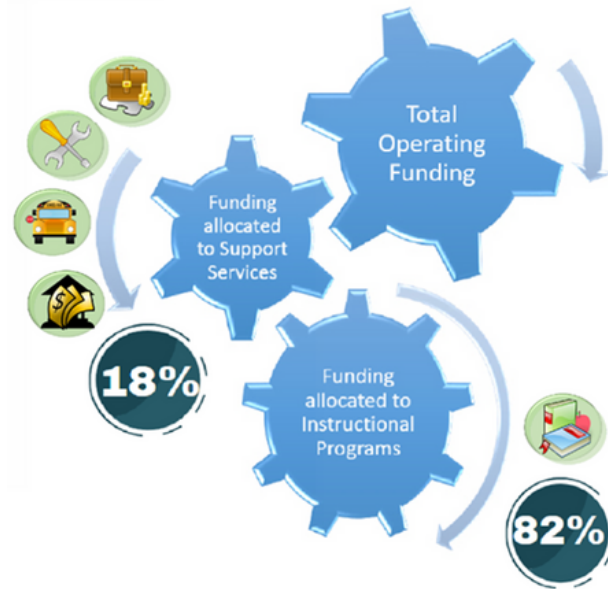 Total
Operating
Funding
Funding
allocated
to Support
Services
18%
Funding
allocated to
Instructional
Programs
82%